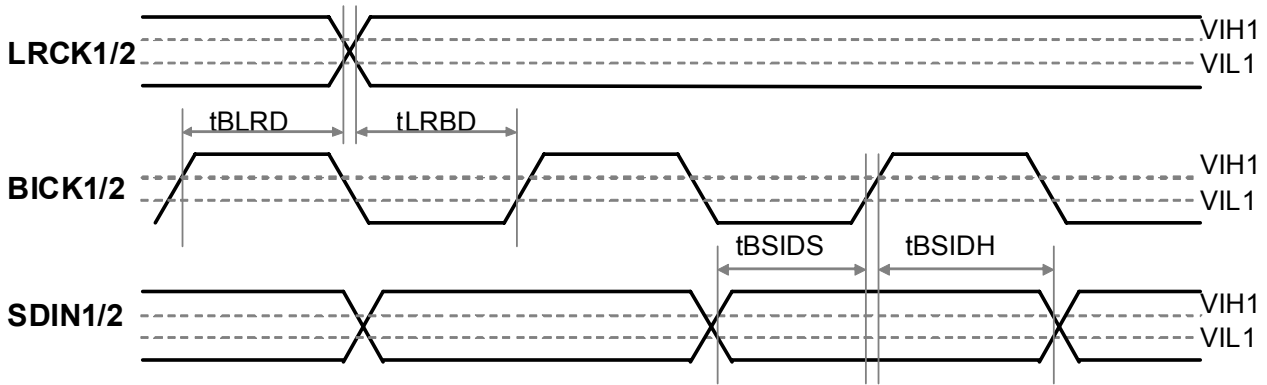 LRCK1/2
VIH1
VIL1
tBLRD
tLRBD
BICK1/2
VIH1
VIL1
tBSIDS
tBSIDH
SDIN1/2
VIH1
VIL1